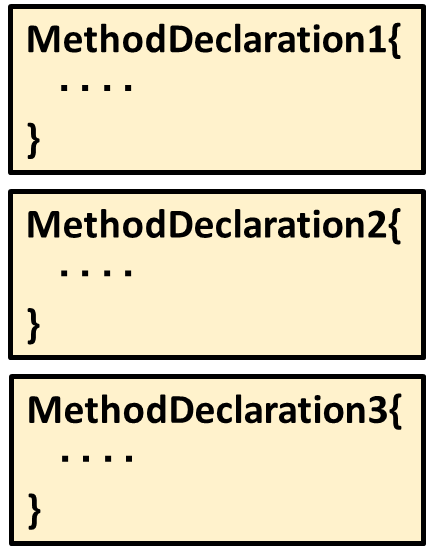 MethodDeclaration1{
. . . .
}
MethodDeclaration2{
. . . .
}
MethodDeclaration3{
. . . .
}